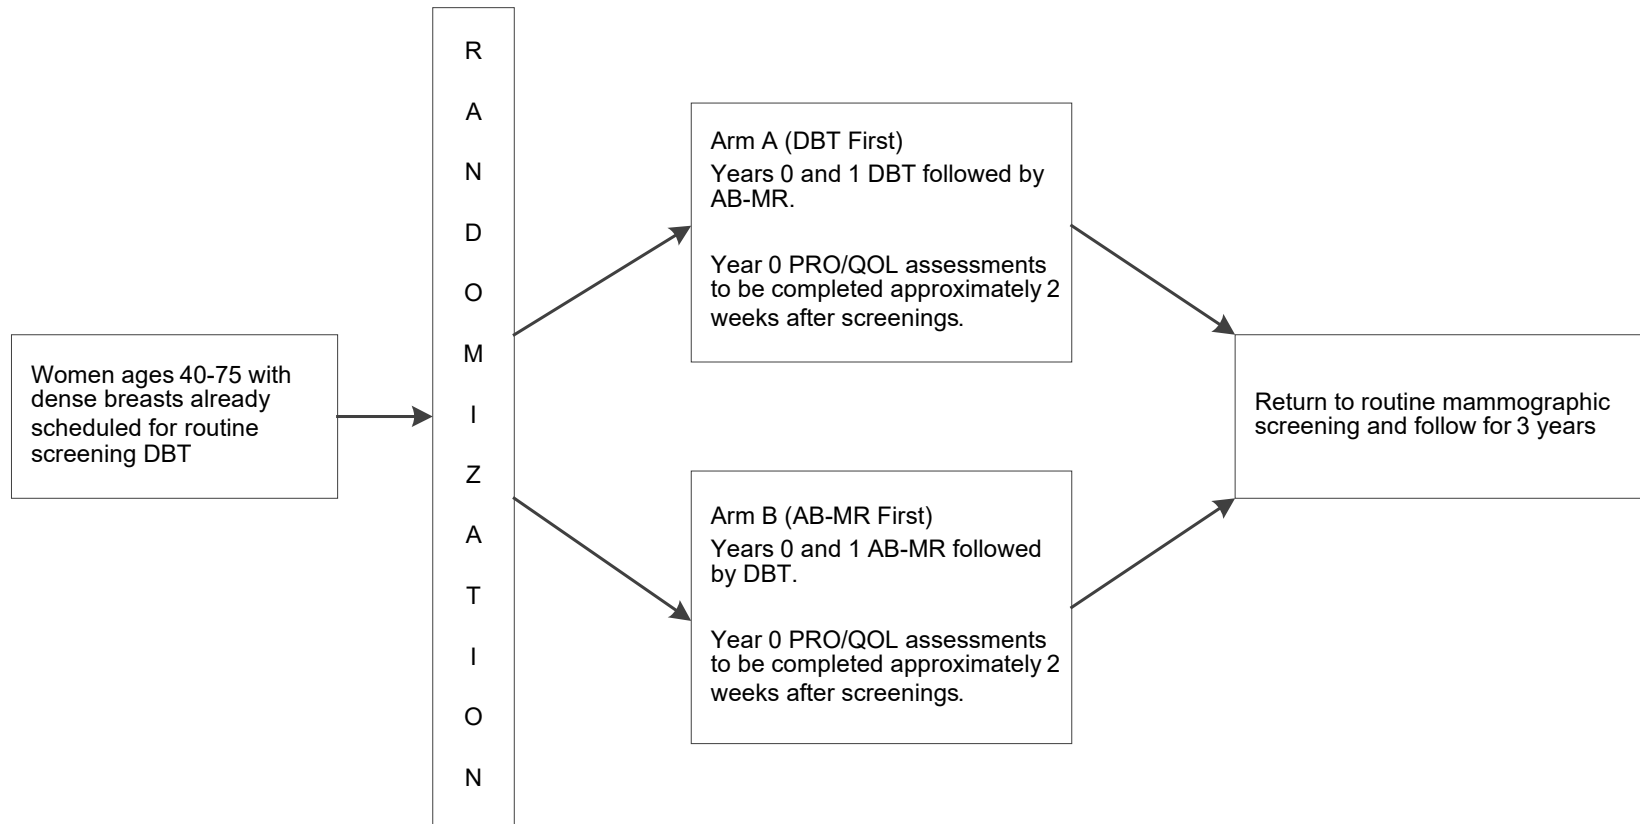 Women ages 40-75 with
dense breasts already
scheduled for routine
screening DBT
R
A
N
D
O
M
I
Z
A
T
I
O
N
Arm A (DBT First)
Years 0 and 1 DBT followed by
AB-MR.
Year 0 PRO/QOL assessments
to be completed approximately 2
weeks after screenings.
Arm B (AB-MR First)
Years 0 and 1 AB-MR followed
by DBT.
Year 0 PRO/QOL assessments
to be completed approximately 2
weeks after screenings.
Return to routine mammographic
screening and follow for 3 years